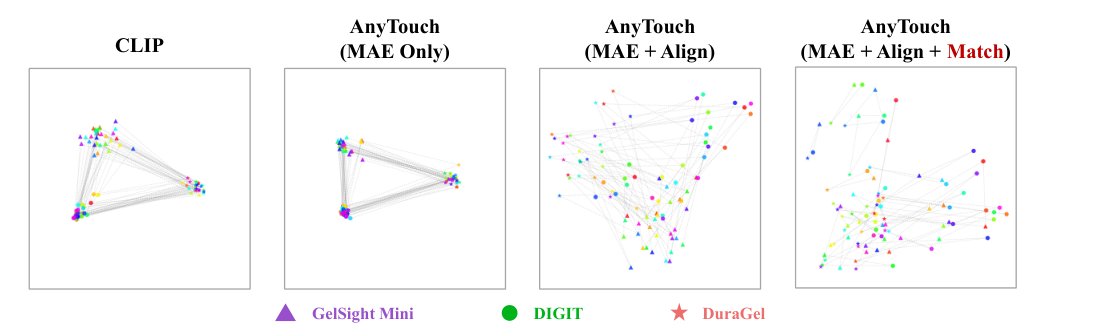 CLIP
AnyTouch
(MAE Only)
AnyTouch
(MAE + Align)
AnyTouch
(MAE + Align + Match)
GelSight Mini
DIGIT
DuraGel